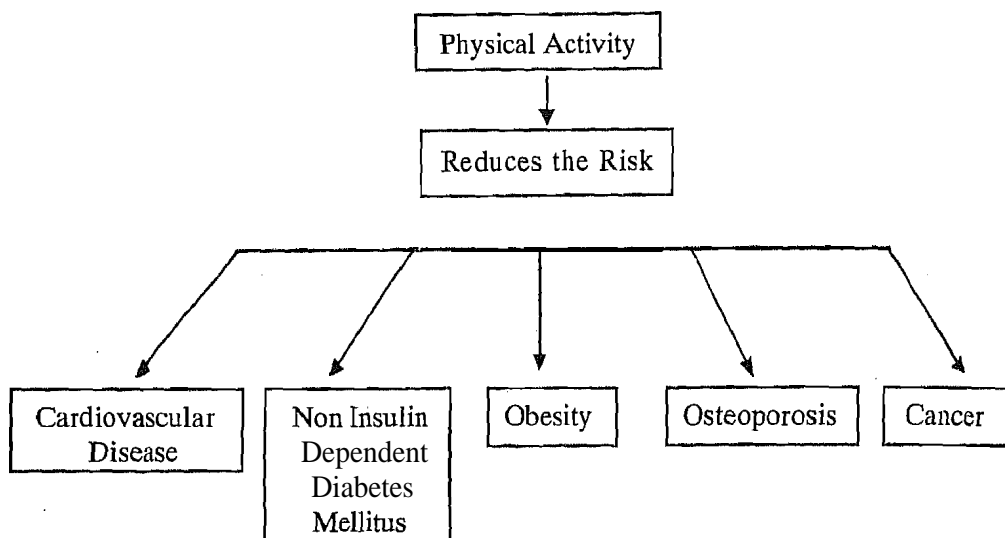 Physical Activity
Reduces the Risk
Cardiovascular
Disease
Non Insulin
Dependent
Diabetes
Mellitus
Obesity
Osteoporosis
Cancer